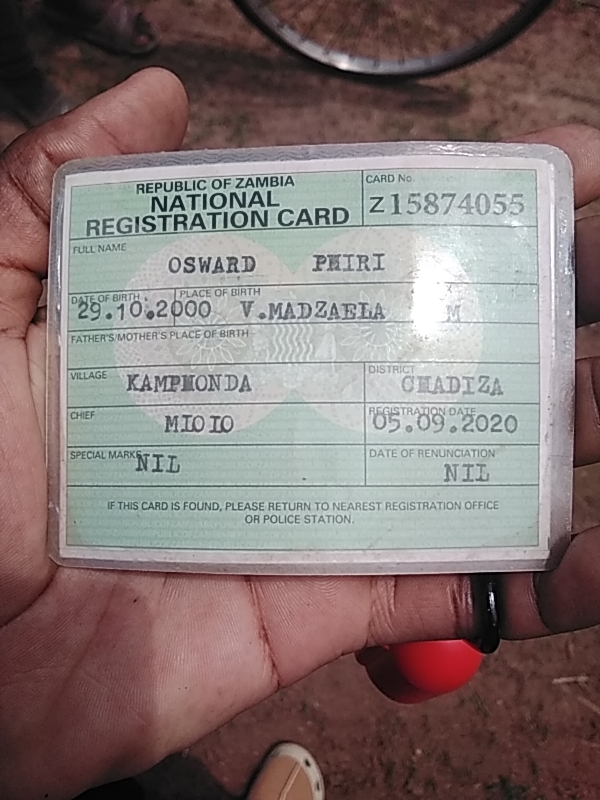 REPUBLIC OF ZAMBIA
NATIONAL
REGISTRATION CARD
CARD No.
Z15874055
FULL NAME
OSWARD PHIRI
DATE OF BIRTH PLACE OF BIRTH
29.10.2000 V.MADZAELA M
FATHER'S/MOTHER'S PLACE OF BIRTH
VILLAGE KAMPHONDA
DISTRICT
CHADIZA
CHIEF MLOLO
REGISTRATION DATE
05.09.2020
SPECIAL MARKS NIL
DATE OF RENUNCIATION
NIL
IF THIS CARD IS FOUND, PLEASE RETURN TO NEAREST REGISTRATION OFFICE
OR POLICE STATION.